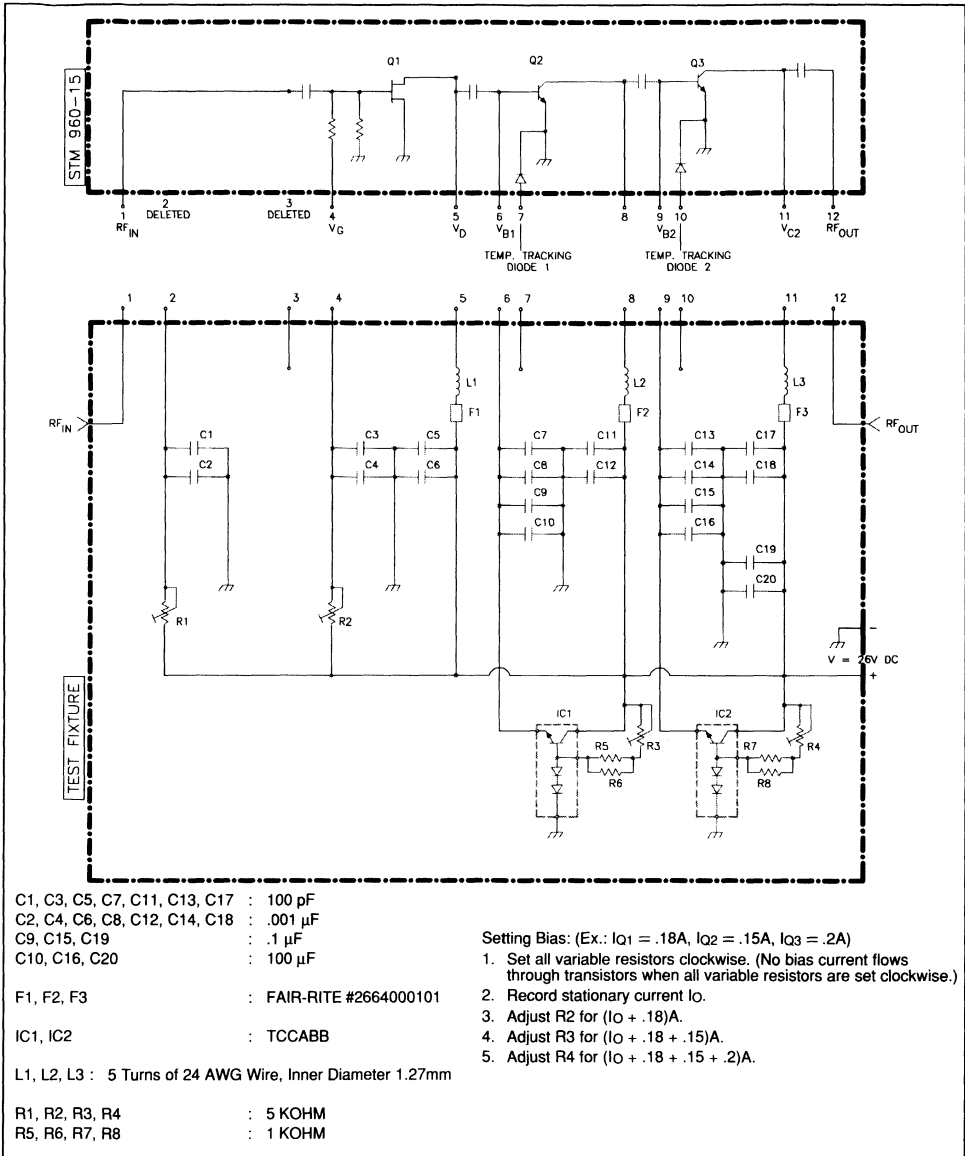 STM 960-15
Q1
Q2
Q3
1
RFIN
2
DELETED
3
DELETED
4
VG
5
VD
6
VB1
7
8
9
VB2
10
11
VC2
12
RFOUT
TEMP. TRACKING
DIODE 1
TEMP. TRACKING
DIODE 2
1 2 3 4 5 6 7 8 9 10 11 12
L1
L2
L3
F1
F2
F3
RFIN
RFOUT
C1
C3
C5
C7
C11
C13
C17
C2
C4
C6
C8
C12
C14
C18
C9
C15
C10
C16
C19
C20
R1
R2
−
V = 26V DC
+
TEST FIXTURE
IC1
IC2
R5
R3
R7
R4
R6
R8
C1, C3, C5, C7, C11, C13, C17 : 100 pF
C2, C4, C6, C8, C12, C14, C18 : .001 µF
C9, C15, C19 : .1 µF
C10, C16, C20 : 100 µF
F1, F2, F3 : FAIR-RITE #2664000101
IC1, IC2 : TCCABB
L1, L2, L3 : 5 Turns of 24 AWG Wire, Inner Diameter 1.27mm
R1, R2, R3, R4 : 5 KOHM
R5, R6, R7, R8 : 1 KOHM
Setting Bias: (Ex.: IQ1 = .18A, IQ2 = .15A, IQ3 = .2A)
1. Set all variable resistors clockwise. (No bias current flows
through transistors when all variable resistors are set clockwise.)
2. Record stationary current IO.
3. Adjust R2 for (IO + .18)A.
4. Adjust R3 for (IO + .18 + .15)A.
5. Adjust R4 for (IO + .18 + .15 + .2)A.